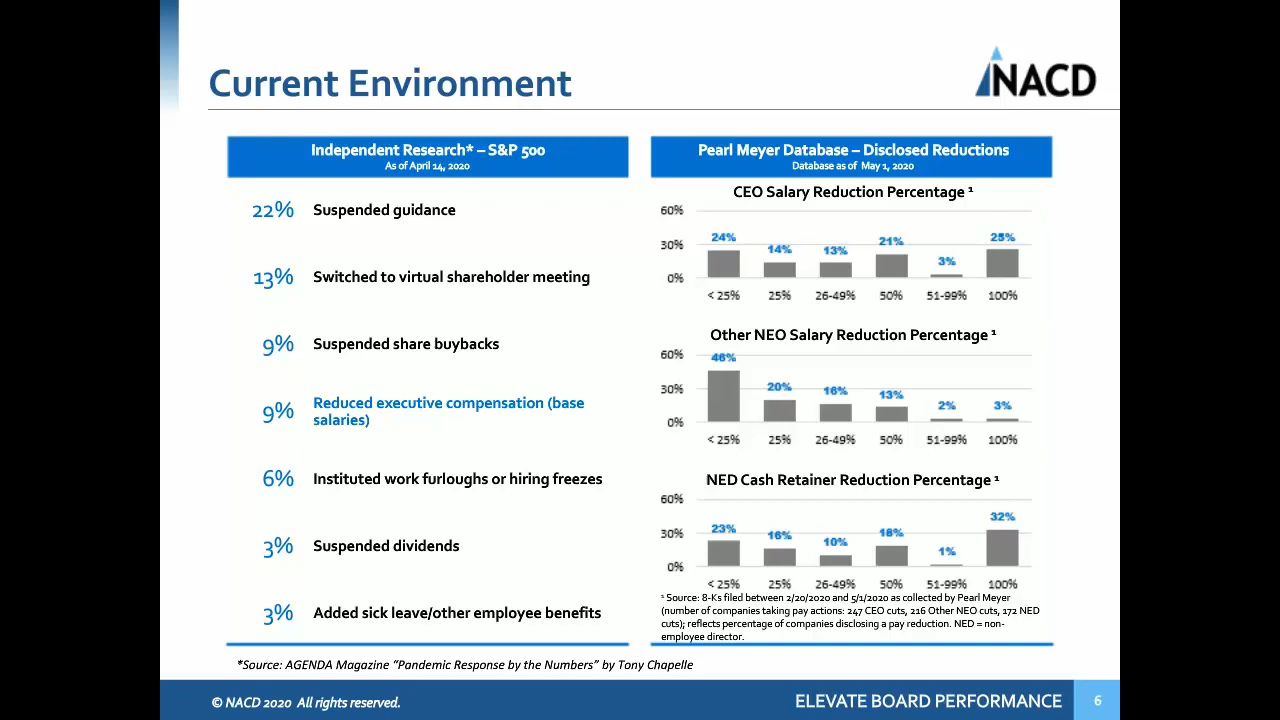 Current Environment
NACD
Independent Research* – S&P 500
As of April 14, 2020
22% Suspended guidance
13% Switched to virtual shareholder meeting
9% Suspended share buybacks
9% Reduced executive compensation (base
salaries)
6% Instituted work furloughs or hiring freezes
3% Suspended dividends
3% Added sick leave/other employee benefits
Pearl Meyer Database – Disclosed Reductions
Database as of May 1, 2020
CEO Salary Reduction Percentage ¹
60%
30%
0%
24% 14% 13% 21% 3% 25%
< 25% 25% 26-49% 50% 51-99% 100%
Other NEO Salary Reduction Percentage ¹
60%
30%
0%
46% 20% 16% 13% 2% 3%
< 25% 25% 26-49% 50% 51-99% 100%
NED Cash Retainer Reduction Percentage ¹
60%
30%
0%
23% 16% 10% 18% 1% 32%
< 25% 25% 26-49% 50% 51-99% 100%
¹ Source: 8-Ks filed between 2/20/2020 and 5/1/2020 as collected by Pearl Meyer
(number of companies taking pay actions: 247 CEO cuts, 216 Other NEO cuts, 172 NED
cuts); reflects percentage of companies disclosing a pay reduction. NED = non-
employee director.
*Source: AGENDA Magazine “Pandemic Response by the Numbers” by Tony Chapelle
© NACD 2020 All rights reserved.
ELEVATE BOARD PERFORMANCE 6